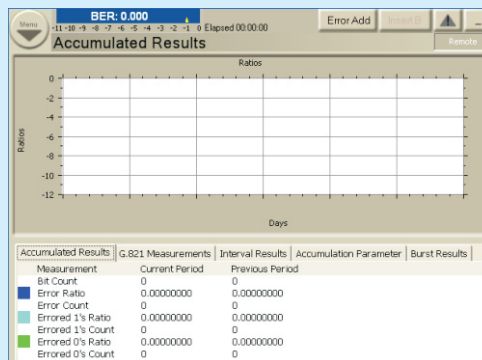 Menu
BER: 0.000
-11 -10 -9 -8 -7 -6 -5 -4 -3 -2 -1 0 Elapsed 00:00:00
Error Add
Insert B
Accumulated Results
Remote
Ratios
0
-2
-4
-6
-8
-10
-12
Ratios
Days
Accumulated Results G.821 Measurements Interval Results Accumulation Parameter Burst Results
Measurement Current Period Previous Period
Bit Count 0 0
Error Ratio 0.00000000 0.00000000
Error Count 0 0
Errored 1's Ratio 0.00000000 0.00000000
Errored 1's Count 0 0
Errored 0's Ratio 0.00000000 0.00000000
Errored 0's Count 0 0